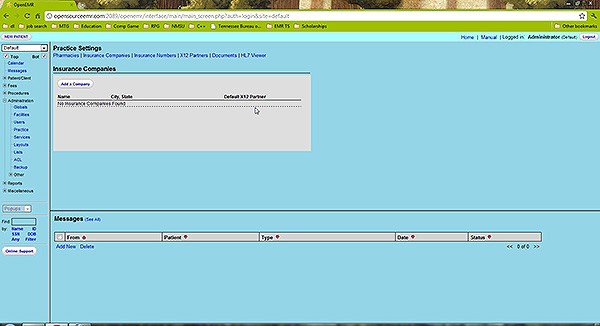 OpenEMR
opensourceemr.com:2089/openemr/interface/main/main_screen.php?auth=login&site=default
dl
job search
MTG
Education
Comp Game
RPG
NMSU
C++
Tennessee Bureau o...
EMR TS
Scholerships
Other bookmarks
NEW PATIENT
Home | Manual | Logged in: Administrator (Default) Logout
Default
Top Bot
Calendar
Messages
Patient/Client
Fees
Procedures
Administration
Globals
Facilities
Users
Practice
Services
Layouts
Lists
ACL
Backup
Other
Reports
Miscellaneous
Popups
Find:
by: Name ID
SSN DOB
Any Filter
Online Support
Practice Settings
Pharmacies | Insurance Companies | Insurance Numbers | X12 Partners | Documents | HL7 Viewer
Insurance Companies
Add a Company
Name City, State Default X12 Partner
No Insurance Companies Found
Messages (See All)
From Patient Type Date Status
Add New Delete << 0 of 0 >>